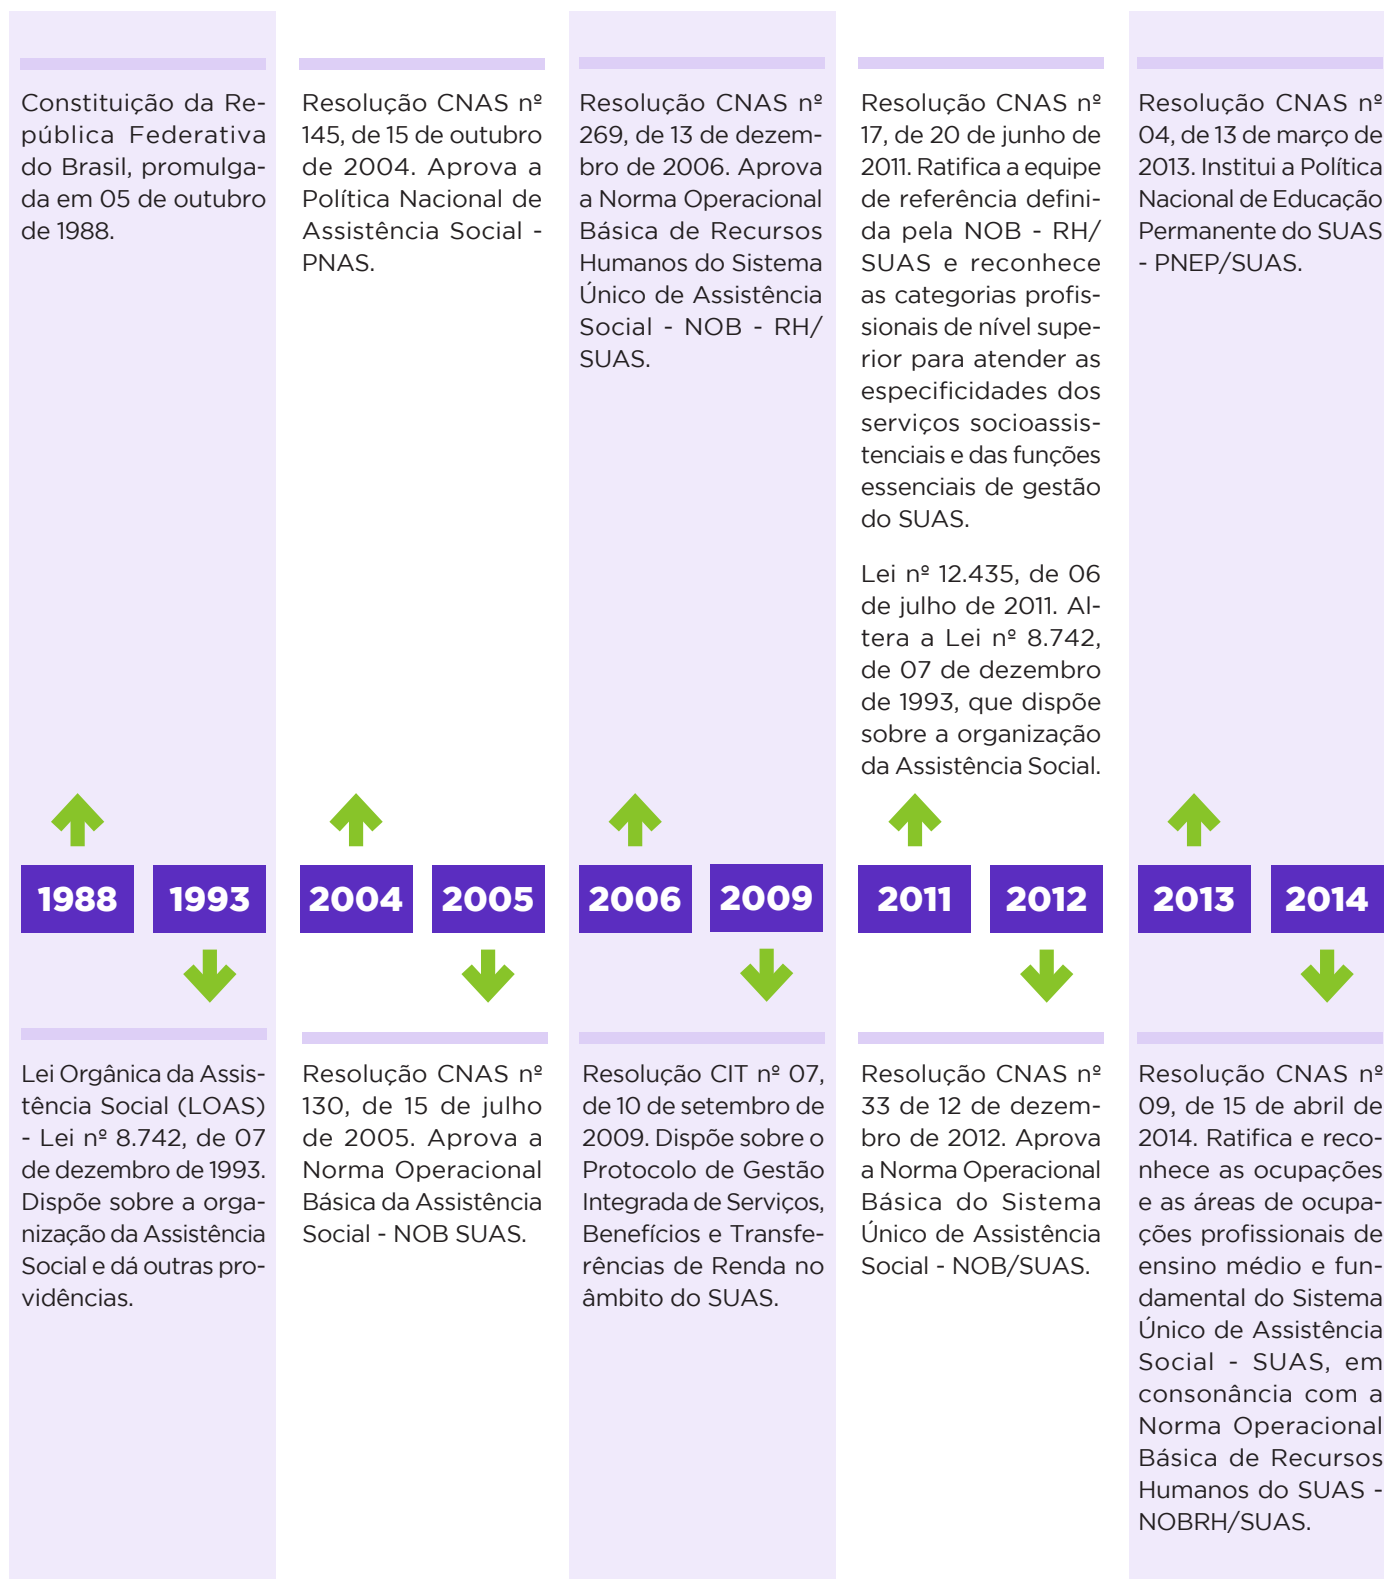 Constituição da Re-
pública Federativa
do Brasil, promulga-
da em 05 de outubro
de 1988.
Resolução CNAS nº
145, de 15 de outubro
de 2004. Aprova a
Política Nacional de
Assistência Social -
PNAS.
Resolução CNAS nº
269, de 13 de dezem-
bro de 2006. Aprova
a Norma Operacional
Básica de Recursos
Humanos do Sistema
Único de Assistência
Social - NOB - RH/
SUAS.
Resolução CNAS nº
17, de 20 de junho de
2011. Ratifica a equipe
de referência defini-
da pela NOB - RH/
SUAS e reconhece
as categorias profis-
sionais de nível supe-
rior para atender as
especificidades dos
serviços socioassis-
tenciais e das funções
essenciais de gestão
do SUAS.
Lei nº 12.435, de 06
de julho de 2011. Al-
tera a Lei nº 8.742,
de 07 de dezembro
de 1993, que dispõe
sobre a organização
da Assistência Social.
Resolução CNAS nº
04, de 13 de março de
2013. Institui a Política
Nacional de Educação
Permanente do SUAS
- PNEP/SUAS.
1988 1993 2004 2005 2006 2009 2011 2012 2013 2014
Lei Orgânica da Assis-
tência Social (LOAS)
- Lei nº 8.742, de 07
de dezembro de 1993.
Dispõe sobre a orga-
nização da Assistência
Social e dá outras pro-
vidências.
Resolução CNAS nº
130, de 15 de julho
de 2005. Aprova a
Norma Operacional
Básica da Assistência
Social - NOB SUAS.
Resolução CIT nº 07,
de 10 de setembro de
2009. Dispõe sobre o
Protocolo de Gestão
Integrada de Serviços,
Benefícios e Transfe-
rências de Renda no
âmbito do SUAS.
Resolução CNAS nº
33 de 12 de dezem-
bro de 2012. Aprova
a Norma Operacional
Básica do Sistema
Único de Assistência
Social - NOB/SUAS.
Resolução CNAS nº
09, de 15 de abril de
2014. Ratifica e reco-
nhece as ocupações
e as áreas de ocupa-
ções profissionais de
ensino médio e fun-
damental do Sistema
Único de Assistência
Social - SUAS, em
consonância com a
Norma Operacional
Básica de Recursos
Humanos do SUAS -
NOBRH/SUAS.